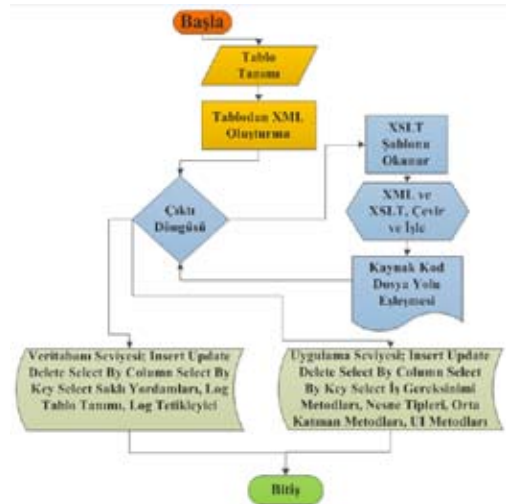 Başla
Tablo
Tanımı
Tablodan XML
Oluşturma
XSLT
Şablonu
Okunur
XML ve
XSLT, Çevir
ve İşle
Çıktı
Döngüsü
Kaynak Kod
Dosya Yolu
Eşleşmesi
Veritabanı Seviyesi: Insert Update
Delete Select By Column Select By
Key Select Saklı Yordamları, Log
Tablo Tanımı, Log Tetikleyici
Uygulama Seviyesi: Insert Update
Delete Select By Column Select
By Key Select İş Gereksinimi
Metodları, Nesne Tipleri, Orta
Katman Metodları, UI Metodları
Bitiş